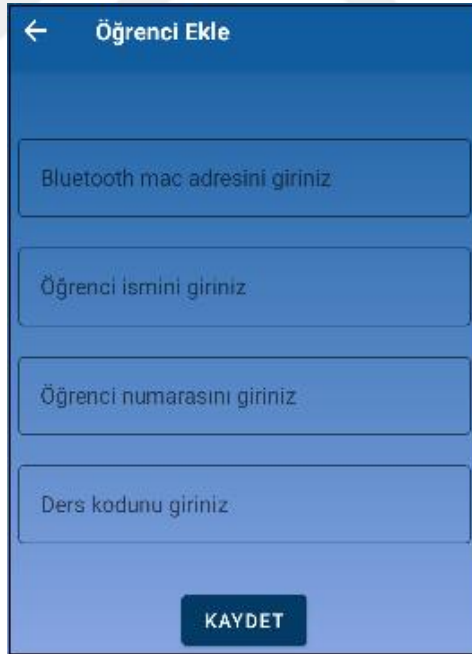 Öğrenci Ekle
Bluetooth mac adresini giriniz
Öğrenci ismini giriniz
Öğrenci numarasını giriniz
Ders kodunu giriniz
KAYDET